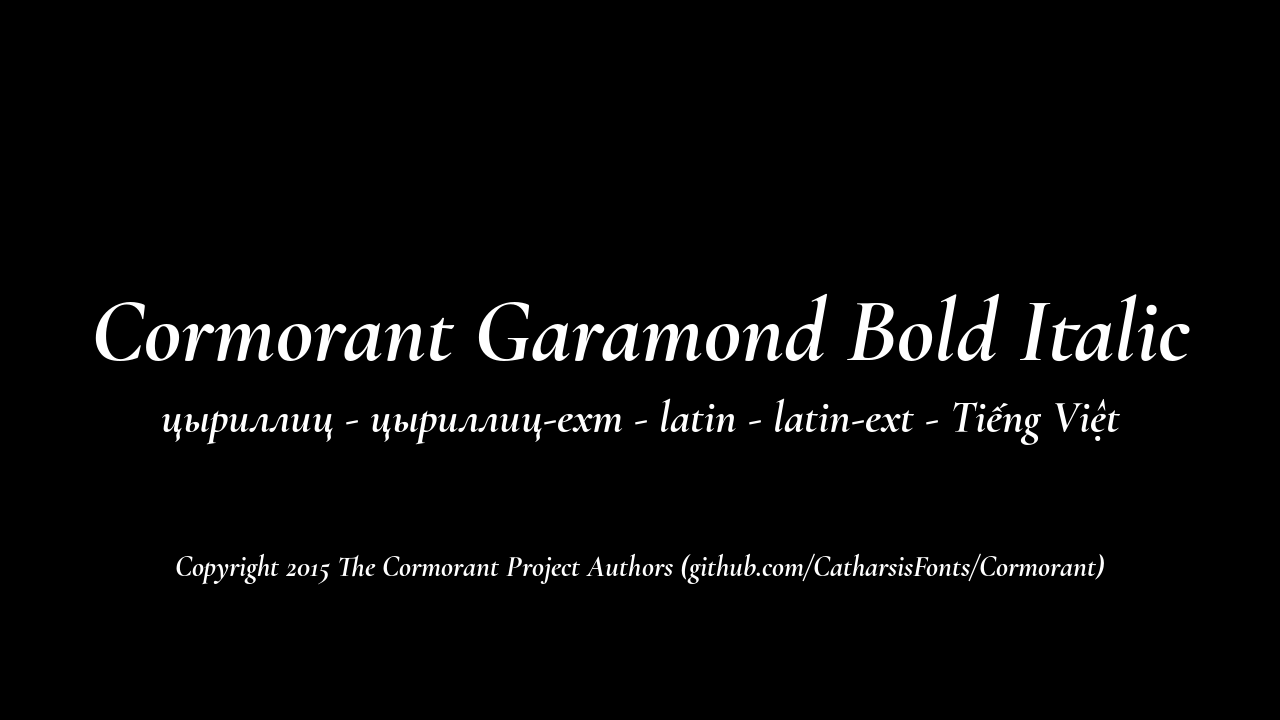 Cormorant Garamond Bold Italic
цыриллиц - цыриллиц-ехт - latin - latin-ext - Tiếng Việt
Copyright 2015 The Cormorant Project Authors (github.com/CatharsisFonts/Cormorant)